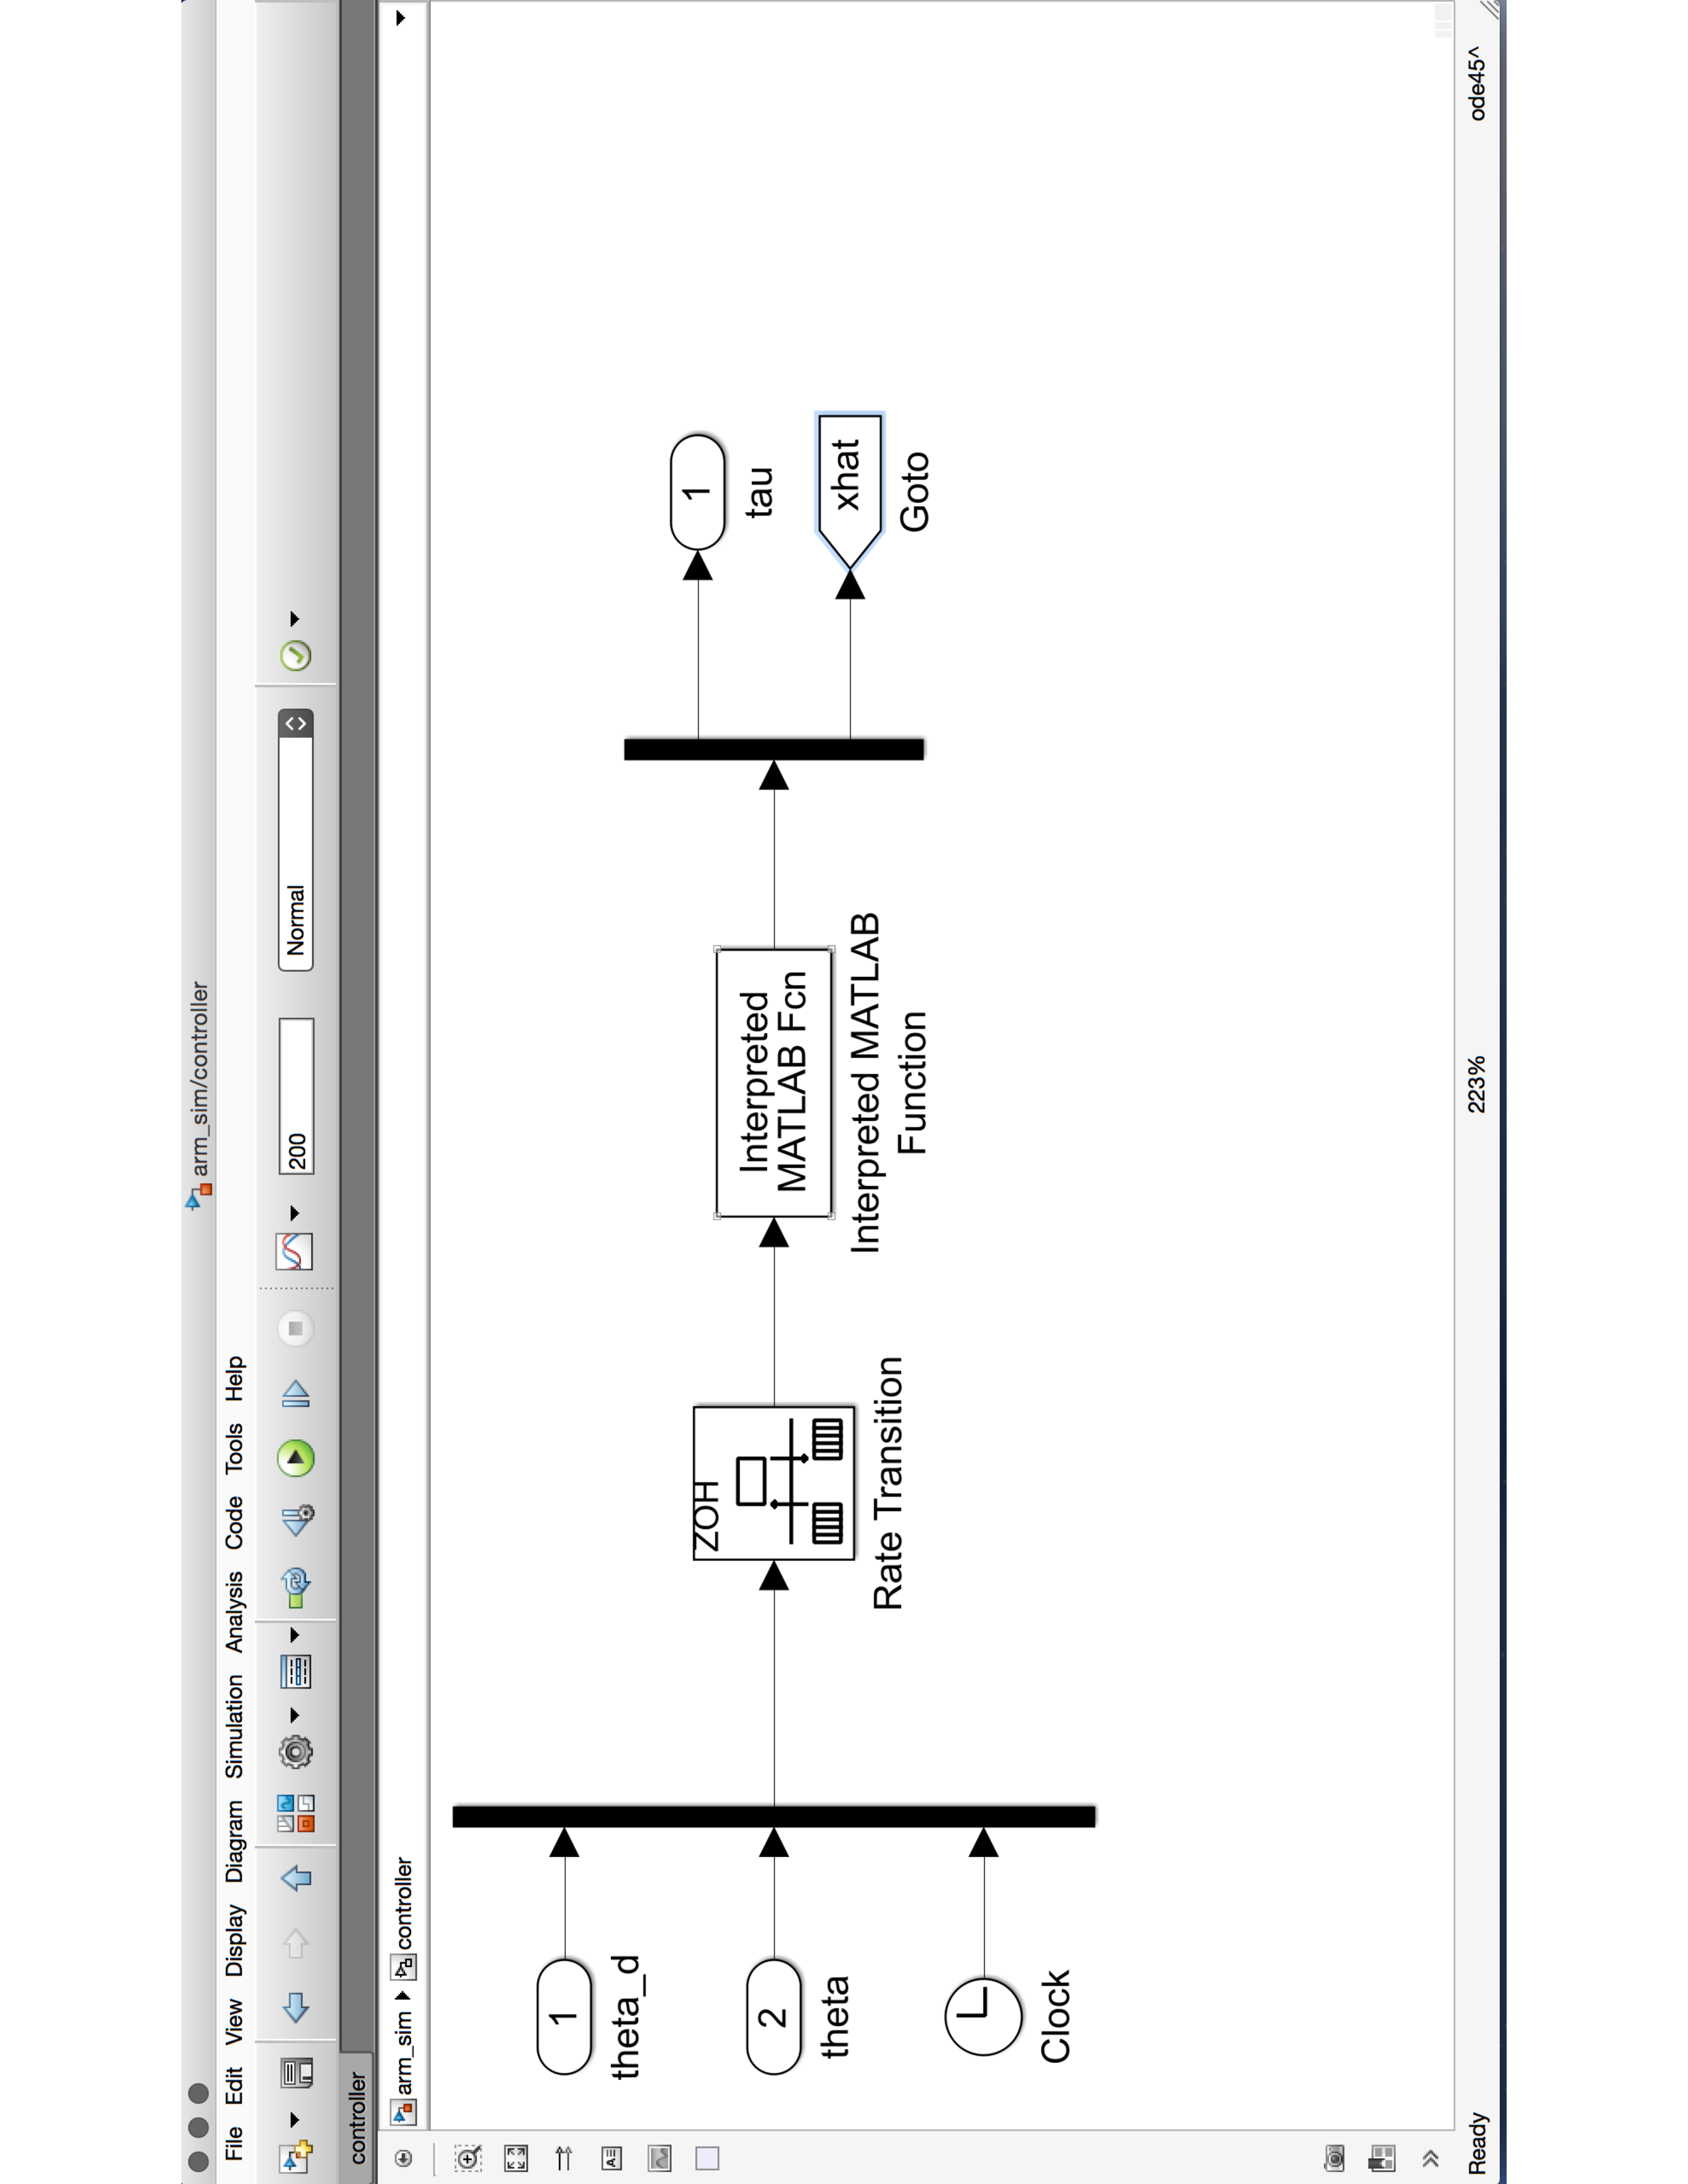 arm_sim/controller
File Edit View Display Diagram Simulation Analysis Code Tools Help
200
Normal
controller
arm_sim controller
1
theta_d
2
theta
Clock
ZOH
Rate Transition
Interpreted
MATLAB Fcn
Interpreted MATLAB
Function
1
tau
xhat
Goto
Ready
223%
ode45^